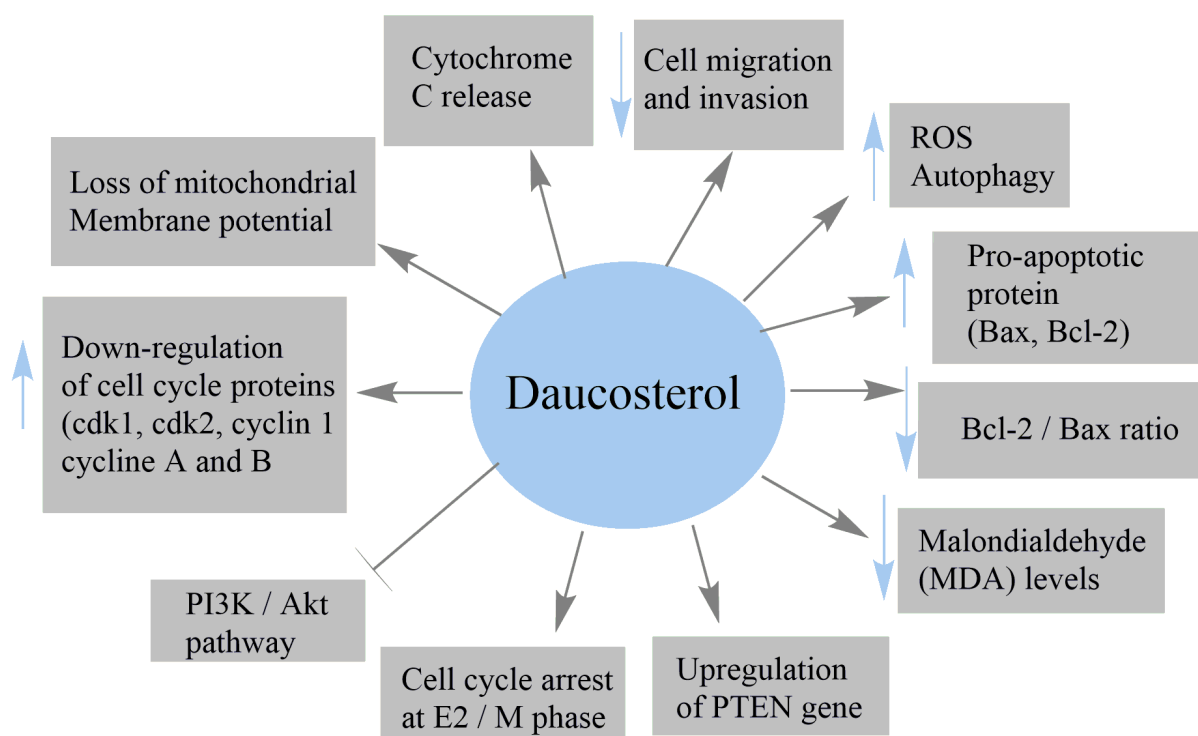 Cytochrome
C release
Cell migration
and invasion
ROS
Autophagy
Loss of mitochondrial
Membrane potential
Pro-apoptotic
protein
(Bax, Bcl-2)
Down-regulation
of cell cycle proteins
(cdk1, cdk2, cyclin 1
cycline A and B
Daucosterol
Bcl-2 / Bax ratio
Malondialdehyde
(MDA) levels
PI3K / Akt
pathway
Cell cycle arrest
at E2 / M phase
Upregulation
of PTEN gene